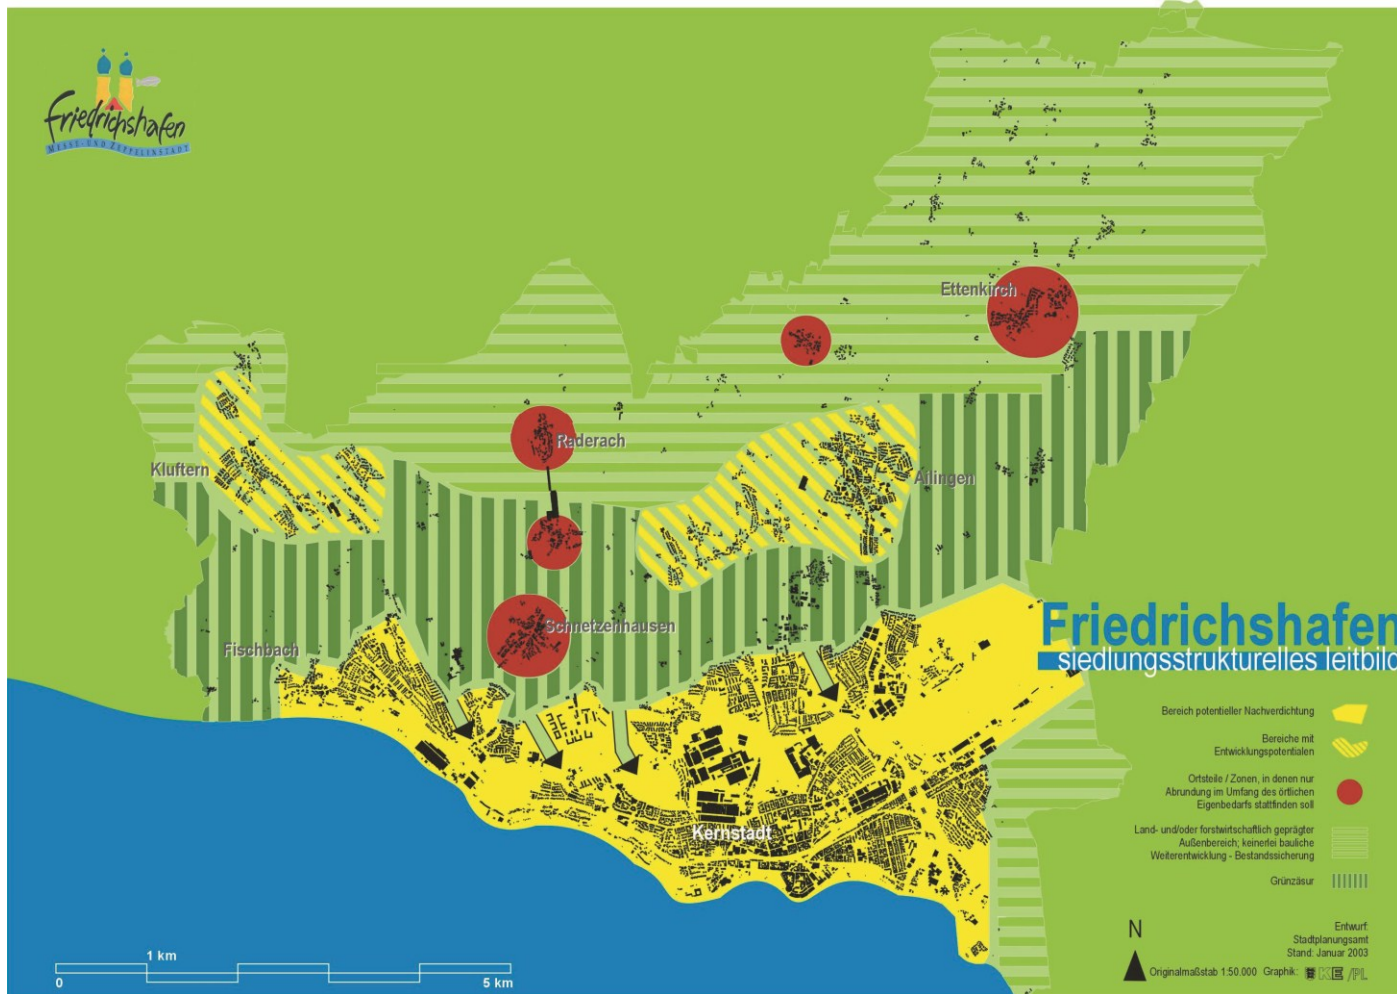 Friedrichshafen
MESSE- UND ZEPPELINSTADT
Ettenkirch
Raderach
Kluftern
Ailingen
Schnetzenhausen
Fischbach
Kernstadt
Friedrichshafen
siedlungsstrukturelles leitbild
Bereich potentieller Nachverdichtung
Bereiche mit
Entwicklungspotentialen
Ortsteile / Zonen, in denen nur
Abrundung im Umfang des örtlichen
Eigenbedarfs stattfinden soll
Land- und/oder forstwirtschaftlich geprägter
Außenbereich; keinerlei bauliche
Weiterentwicklung - Bestandssicherung
Grünzäsur
N
Entwurf:
Stadtplanungsamt
Stand: Januar 2003
Originalmaßstab 1:50.000 Graphik: KE /PL
1 km
0
5 km